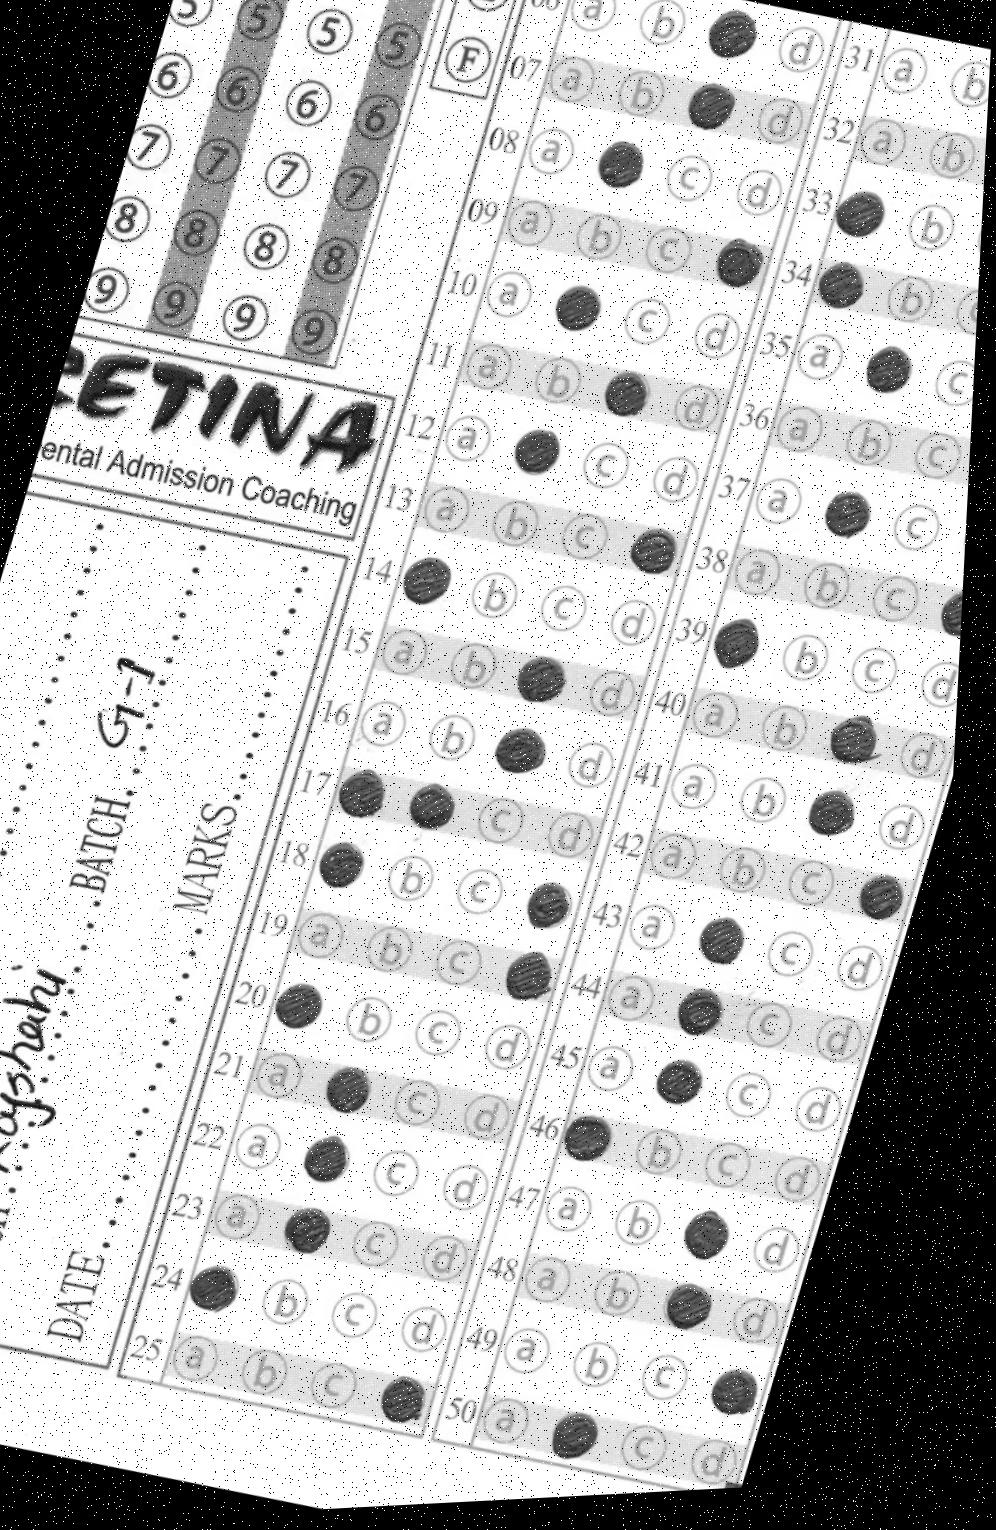 5 5 5 5
6 6 6 6
7 7 7 7
8 8 8 8
9 9 9 9
F
RETINA
ental Admission Coaching
BATCH G-1
MARKS
DATE
a b d
07 a b d
08 a c d
09 a b c
10 a c d
11 a b d
12 a c d
13 a b c
14 b c d
15 a b d
16 a b d
17 c d
18 b c
19 a b c
20 b c d
21 a c d
22 a c d
23 a c d
24 b c d
25 a b c
31 a b
32 a b
33 b
34 b c
35 a c
36 a b c
37 a c
38 a b c
39 b c d
40 a b d
41 a b d
42 a b c
43 a c d
44 a c d
45 a c d
46 b c d
47 a b d
48 a b d
49 a b c
50 a c d